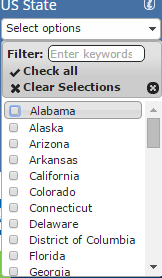 US State
Select options
Filter: Enter keywords
Check all
Clear Selections
Alabama
Alaska
Arizona
Arkansas
California
Colorado
Connecticut
Delaware
District of Columbia
Florida
Georgia